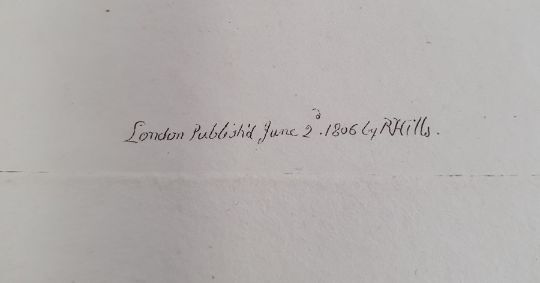 London Publish'd June 2d. 1806 by R Hills.